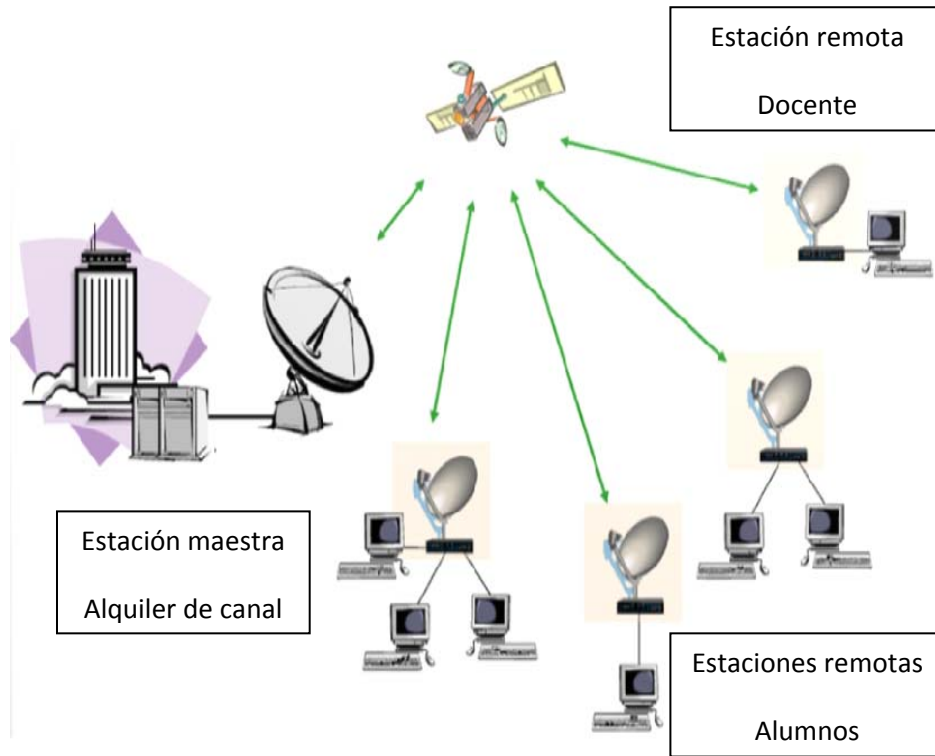 Estación remota
Docente
Estación maestra
Alquiler de canal
Estaciones remotas
Alumnos